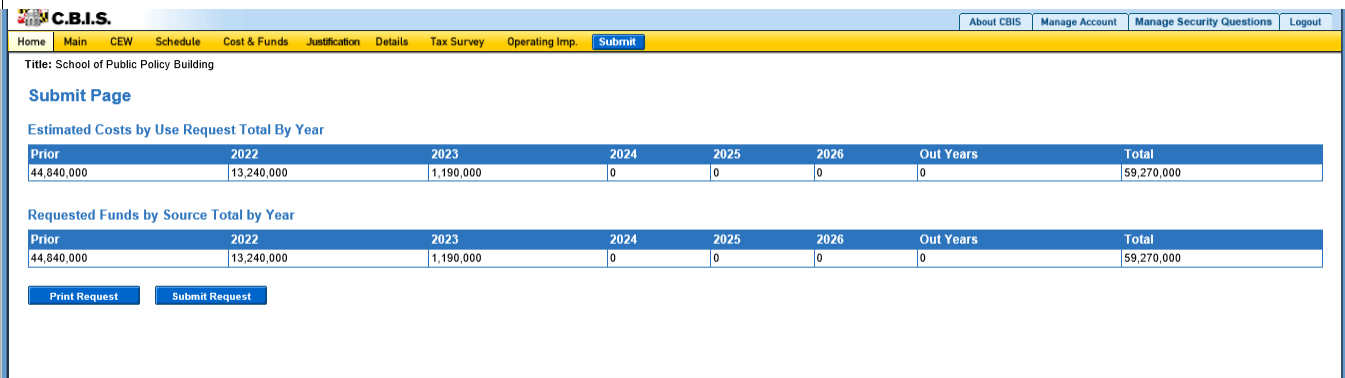 C.B.I.S.
About CBIS Manage Account Manage Security Questions Logout
Home Main CEW Schedule Cost & Funds Justification Details Tax Survey Operating Imp. Submit
Title: School of Public Policy Building
Submit Page
Estimated Costs by Use Request Total By Year
Prior 2022 2023 2024 2025 2026 Out Years Total
44,840,000 13,240,000 1,190,000 0 0 0 0 59,270,000
Requested Funds by Source Total by Year
Prior 2022 2023 2024 2025 2026 Out Years Total
44,840,000 13,240,000 1,190,000 0 0 0 0 59,270,000
Print Request Submit Request